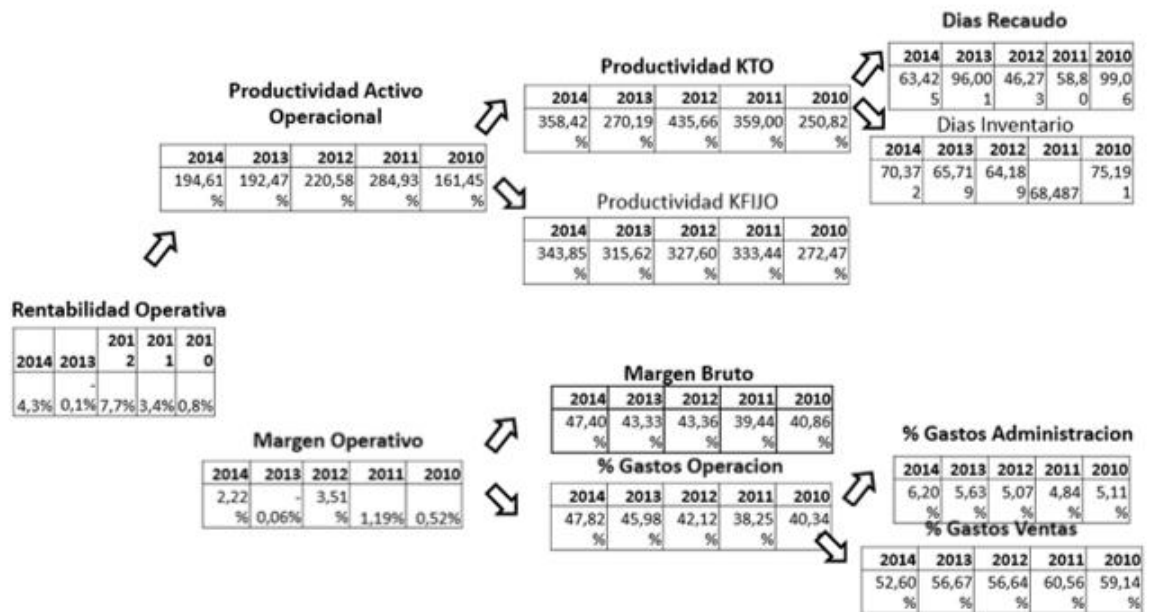 Dias Recaudo
2014 2013 2012 2011 2010
63,42 96,00 46,27 58,8 99,0
5 1 3 0 6
Productividad KTO
2014 2013 2012 2011 2010
358,42 270,19 435,66 359,00 250,82
% % % % %
Dias Inventario
2014 2013 2012 2011 2010
70,37 65,71 64,18 75,19
2 9 9 68,487 1
Productividad Activo
Operacional
2014 2013 2012 2011 2010
194,61 192,47 220,58 284,93 161,45
% % % % %
Productividad KFIJO
2014 2013 2012 2011 2010
343,85 315,62 327,60 333,44 272,47
% % % % %
Rentabilidad Operativa
201 201 201
2014 2013 2 1 0
-
4,3% 0,1% 7,7% 3,4% 0,8%
Margen Bruto
2014 2013 2012 2011 2010
47,40 43,33 43,36 39,44 40,86
% % % % %
Margen Operativo
2014 2013 2012 2011 2010
2,22 - 3,51
% 0,06% % 1,19% 0,52%
% Gastos Operacion
2014 2013 2012 2011 2010
47,82 45,98 42,12 38,25 40,34
% % % % %
% Gastos Administracion
2014 2013 2012 2011 2010
6,20 5,63 5,07 4,84 5,11
% % % % %
% Gastos Ventas
2014 2013 2012 2011 2010
52,60 56,67 56,64 60,56 59,14
% % % % %